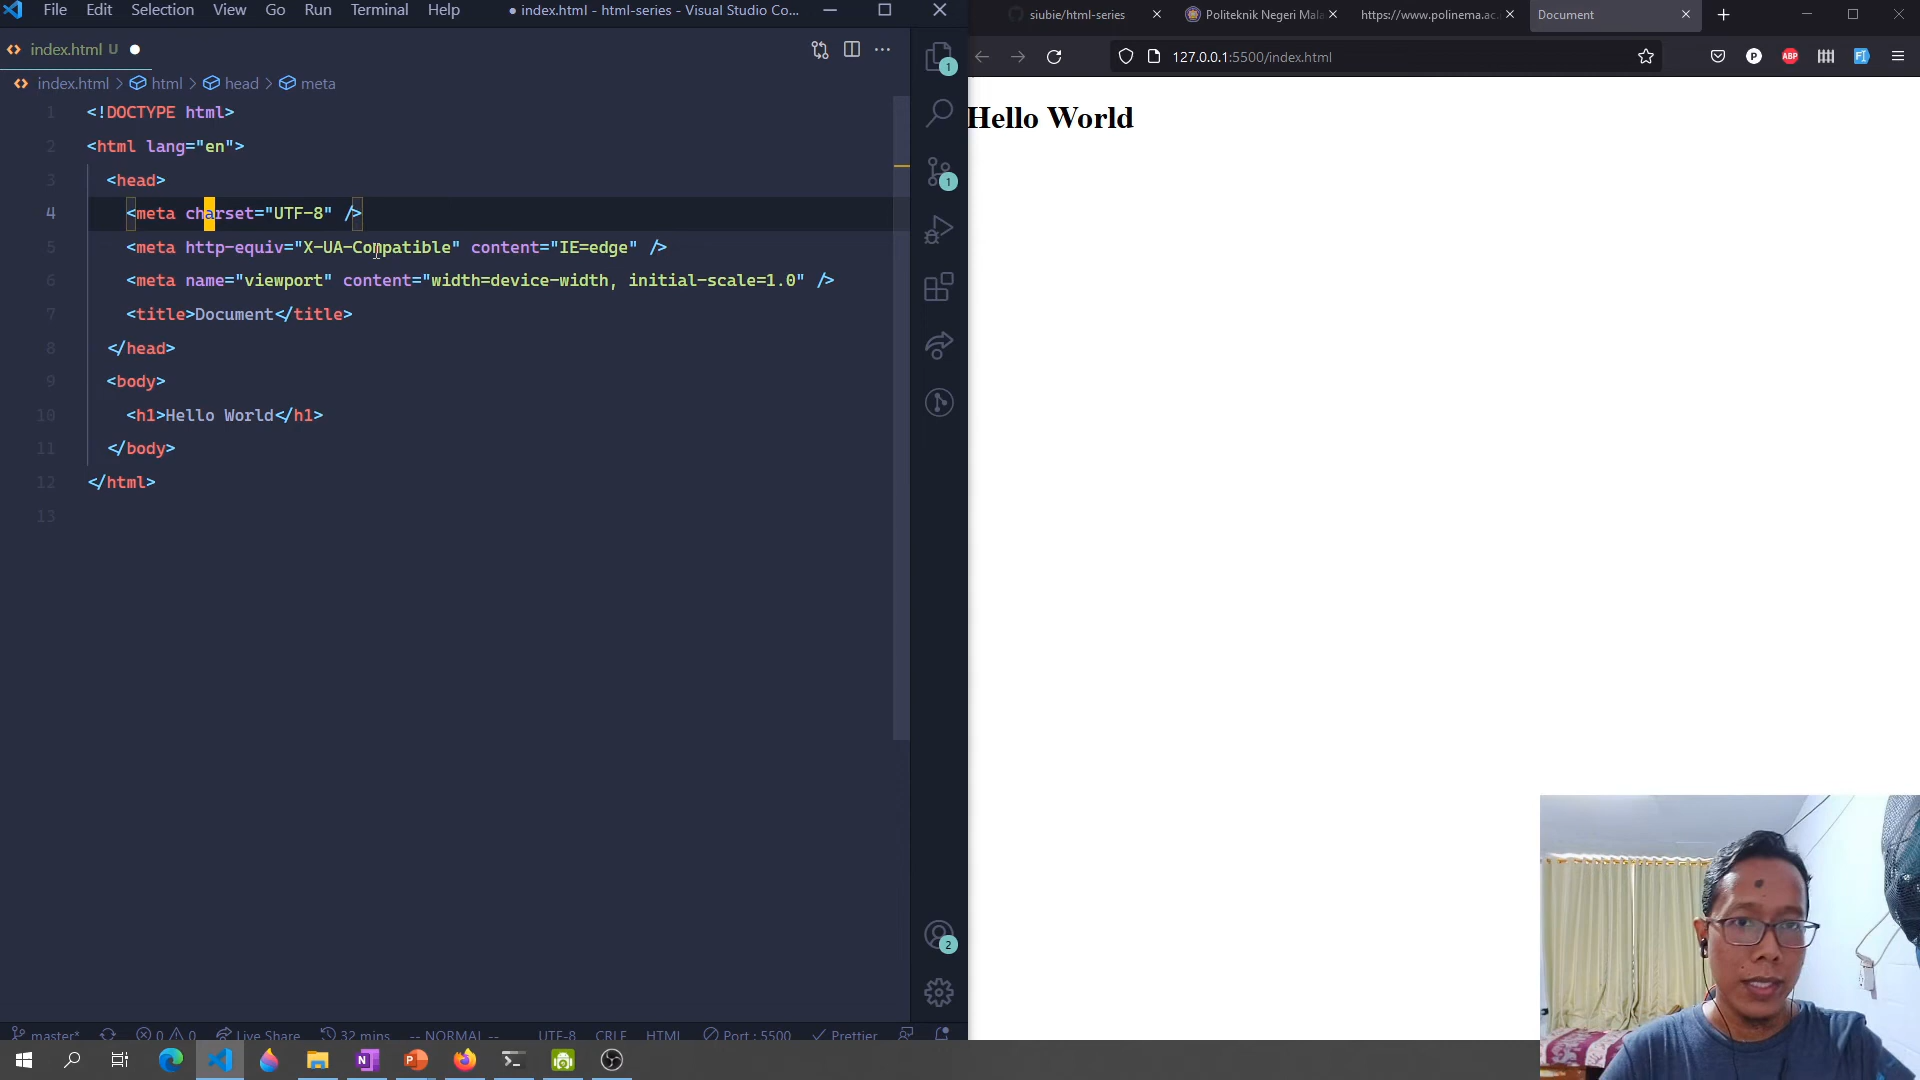 File Edit Selection View Go Run Terminal Help ● index.html - html-series - Visual Studio Co...
index.html U
index.html > html > head > meta
1 <!DOCTYPE html>
2 <html lang="en">
3 <head>
4 <meta charset="UTF-8" />
5 <meta http-equiv="X-UA-Compatible" content="IE=edge" />
6 <meta name="viewport" content="width=device-width, initial-scale=1.0" />
7 <title>Document</title>
8 </head>
9 <body>
10 <h1>Hello World</h1>
11 </body>
12 </html>
13
1
1
2
master* 0 0 Live Share 32 mins -- NORMAL -- UTF-8 CRLF HTML Port : 5500 Prettier
siubie/html-series Politeknik Negeri Mala https://www.polinema.ac. Document
127.0.0.1:5500/index.html P ABP
Hello World